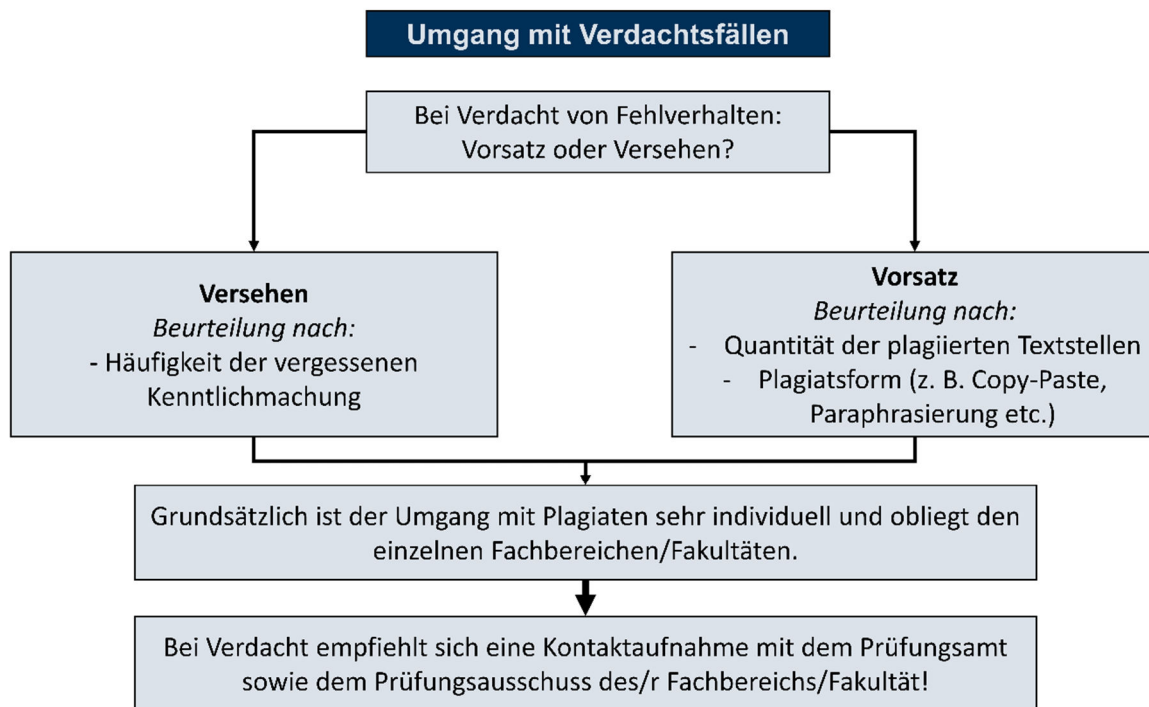 Umgang mit Verdachtsfällen
Bei Verdacht von Fehlverhalten:
Vorsatz oder Versehen?
Versehen
Beurteilung nach:
- Häufigkeit der vergessenen
Kenntlichmachung
Vorsatz
Beurteilung nach:
- Quantität der plagiierten Textstellen
- Plagiatsform (z. B. Copy-Paste,
Paraphrasierung etc.)
Grundsätzlich ist der Umgang mit Plagiaten sehr individuell und obliegt den
einzelnen Fachbereichen/Fakultäten.
Bei Verdacht empfiehlt sich eine Kontaktaufnahme mit dem Prüfungsamt
sowie dem Prüfungsausschuss des/r Fachbereichs/Fakultät!